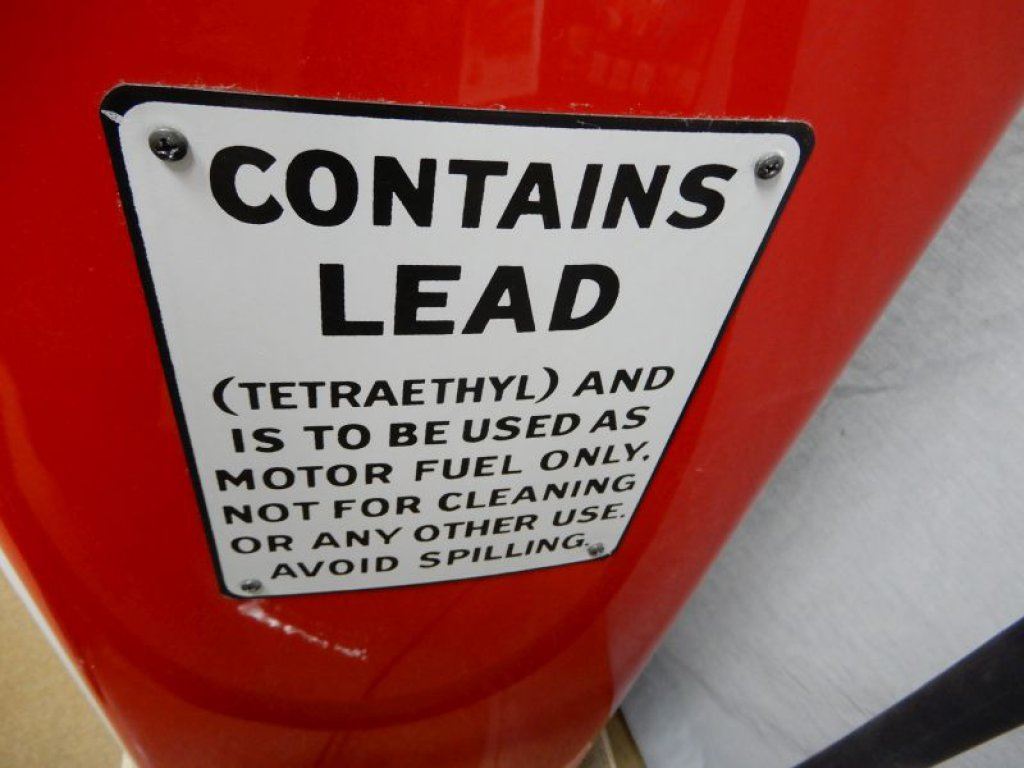 CONTAINS
LEAD
(TETRAETHYL) AND
IS TO BE USED AS
MOTOR FUEL ONLY.
NOT FOR CLEANING
OR ANY OTHER USE.
AVOID SPILLING.